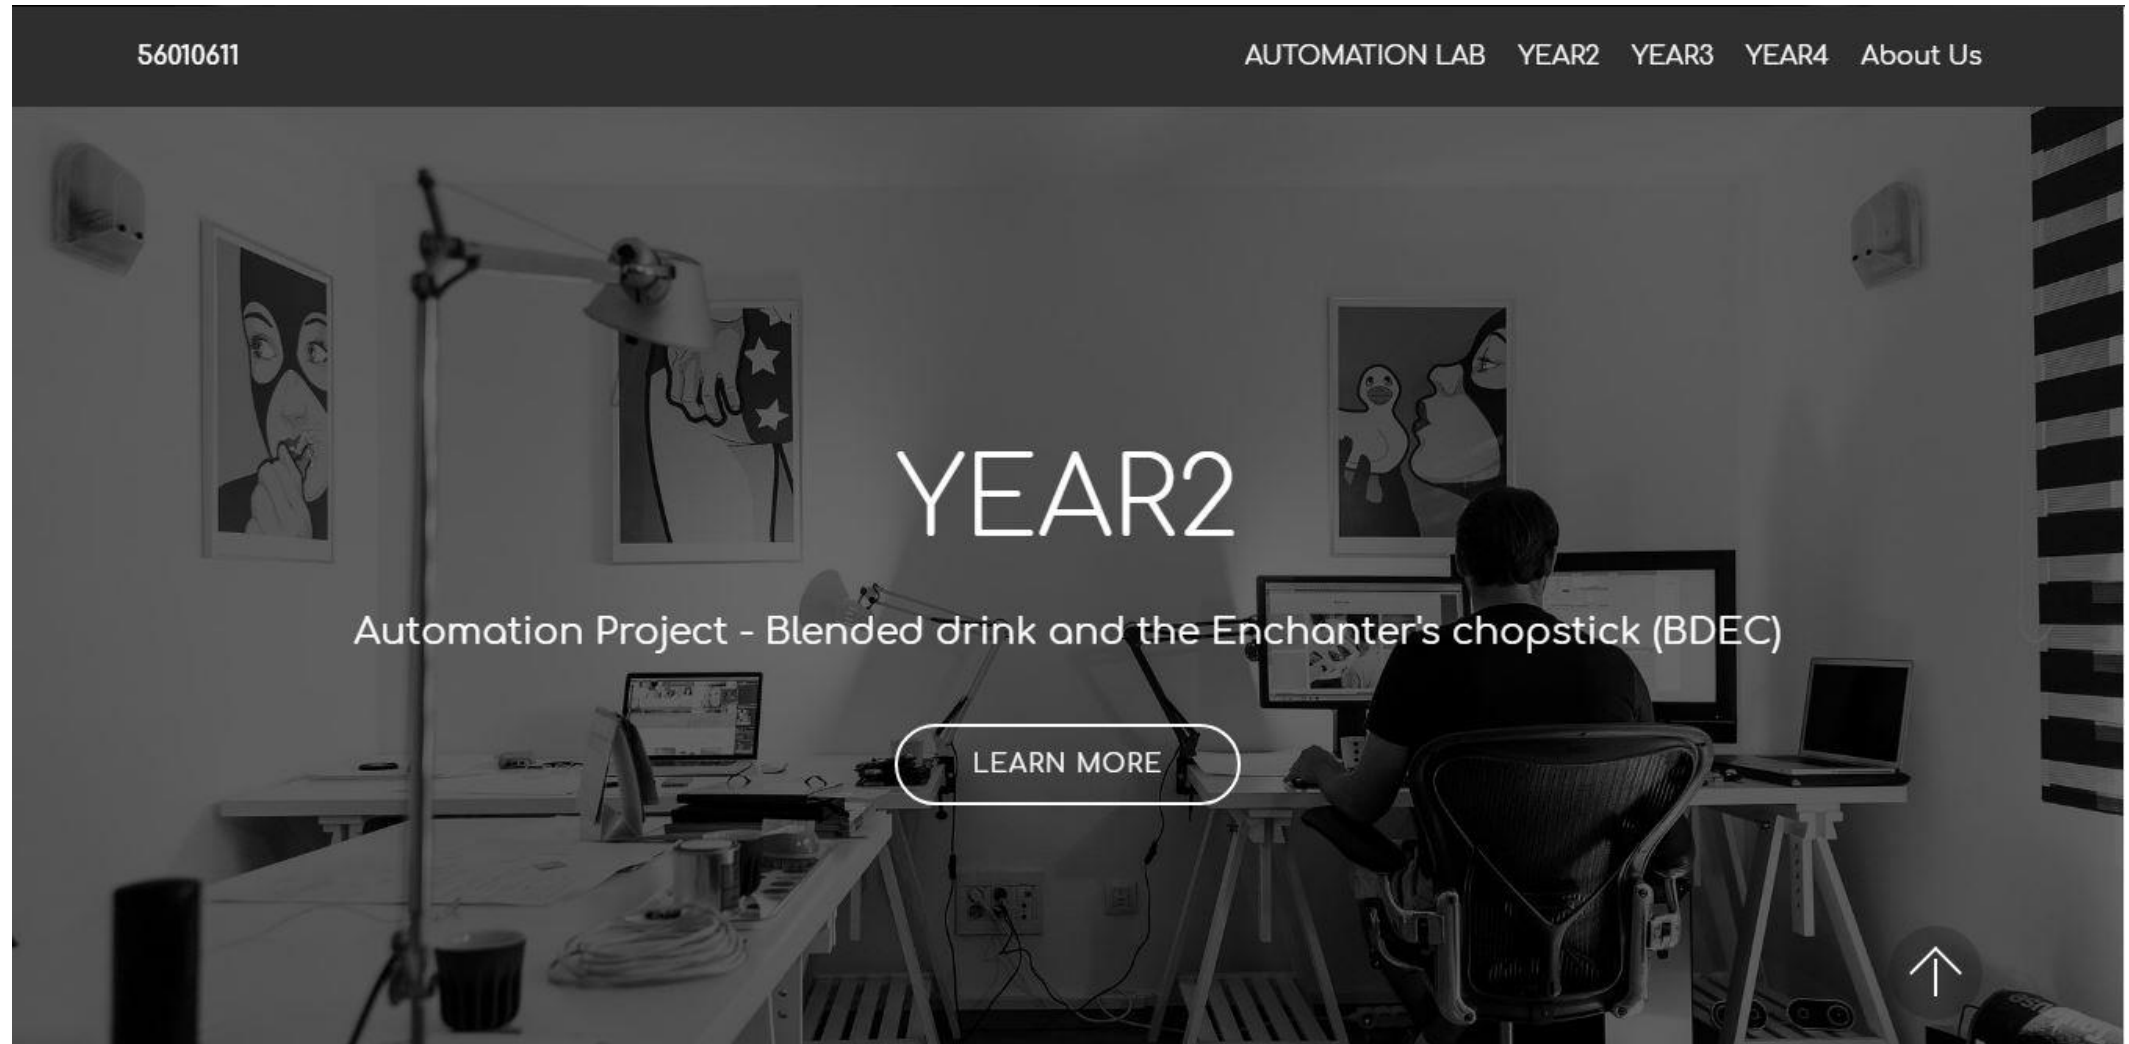 56010611
AUTOMATION LAB YEAR2 YEAR3 YEAR4 About Us
YEAR2
Automation Project - Blended drink and the Enchanter's chopstick (BDEC)
LEARN MORE